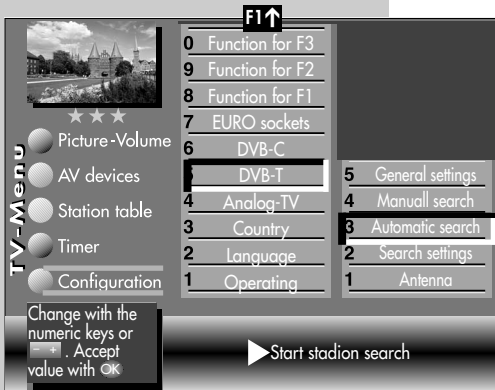 F1↑
0 Function for F3
9 Function for F2
8 Function for F1
7 EURO sockets
6 DVB-C
5 DVB-T
4 Analog-TV
3 Country
2 Language
1 Operating
TV-Menu
Picture-Volume
AV devices
Station table
Timer
Configuration
5 General settings
4 Manuall search
3 Automatic search
2 Search settings
1 Antenna
Change with the
numeric keys or
- + . Accept
value with OK
Start stadion search